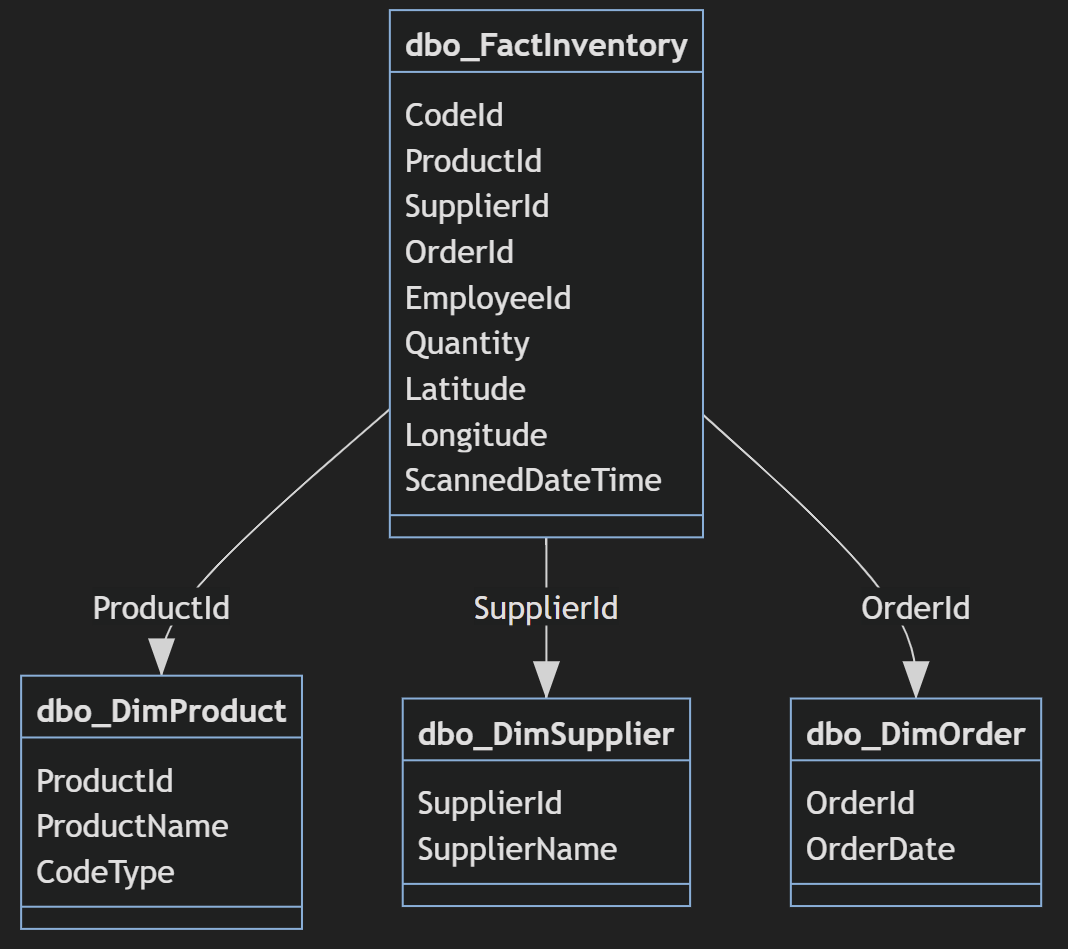 dbo_FactInventory
CodeId
ProductId
SupplierId
OrderId
EmployeeId
Quantity
Latitude
Longitude
ScannedDateTime
ProductId
SupplierId
OrderId
dbo_DimProduct
ProductId
ProductName
CodeType
dbo_DimSupplier
SupplierId
SupplierName
dbo_DimOrder
OrderId
OrderDate